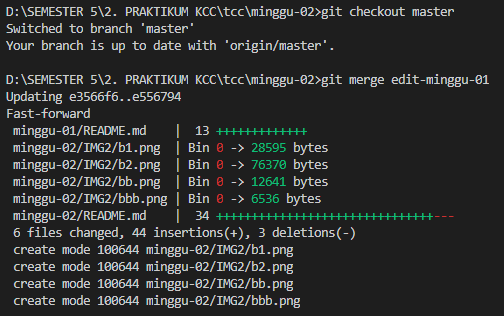 D:\SEMESTER 5\2. PRAKTIKUM KCC\tcc\minggu-02>git checkout master
Switched to branch 'master'
Your branch is up to date with 'origin/master'.
D:\SEMESTER 5\2. PRAKTIKUM KCC\tcc\minggu-02>git merge edit-minggu-01
Updating e3566f6..e556794
Fast-forward
minggu-01/README.md | 13 +++++++++++++
minggu-02/IMG2/b1.png | Bin 0 -> 28595 bytes
minggu-02/IMG2/b2.png | Bin 0 -> 76370 bytes
minggu-02/IMG2/bb.png | Bin 0 -> 12641 bytes
minggu-02/IMG2/bbb.png | Bin 0 -> 6536 bytes
minggu-02/README.md | 34 +++++++++++++++++++++++++++++++---
6 files changed, 44 insertions(+), 3 deletions(-)
create mode 100644 minggu-02/IMG2/b1.png
create mode 100644 minggu-02/IMG2/b2.png
create mode 100644 minggu-02/IMG2/bb.png
create mode 100644 minggu-02/IMG2/bbb.png